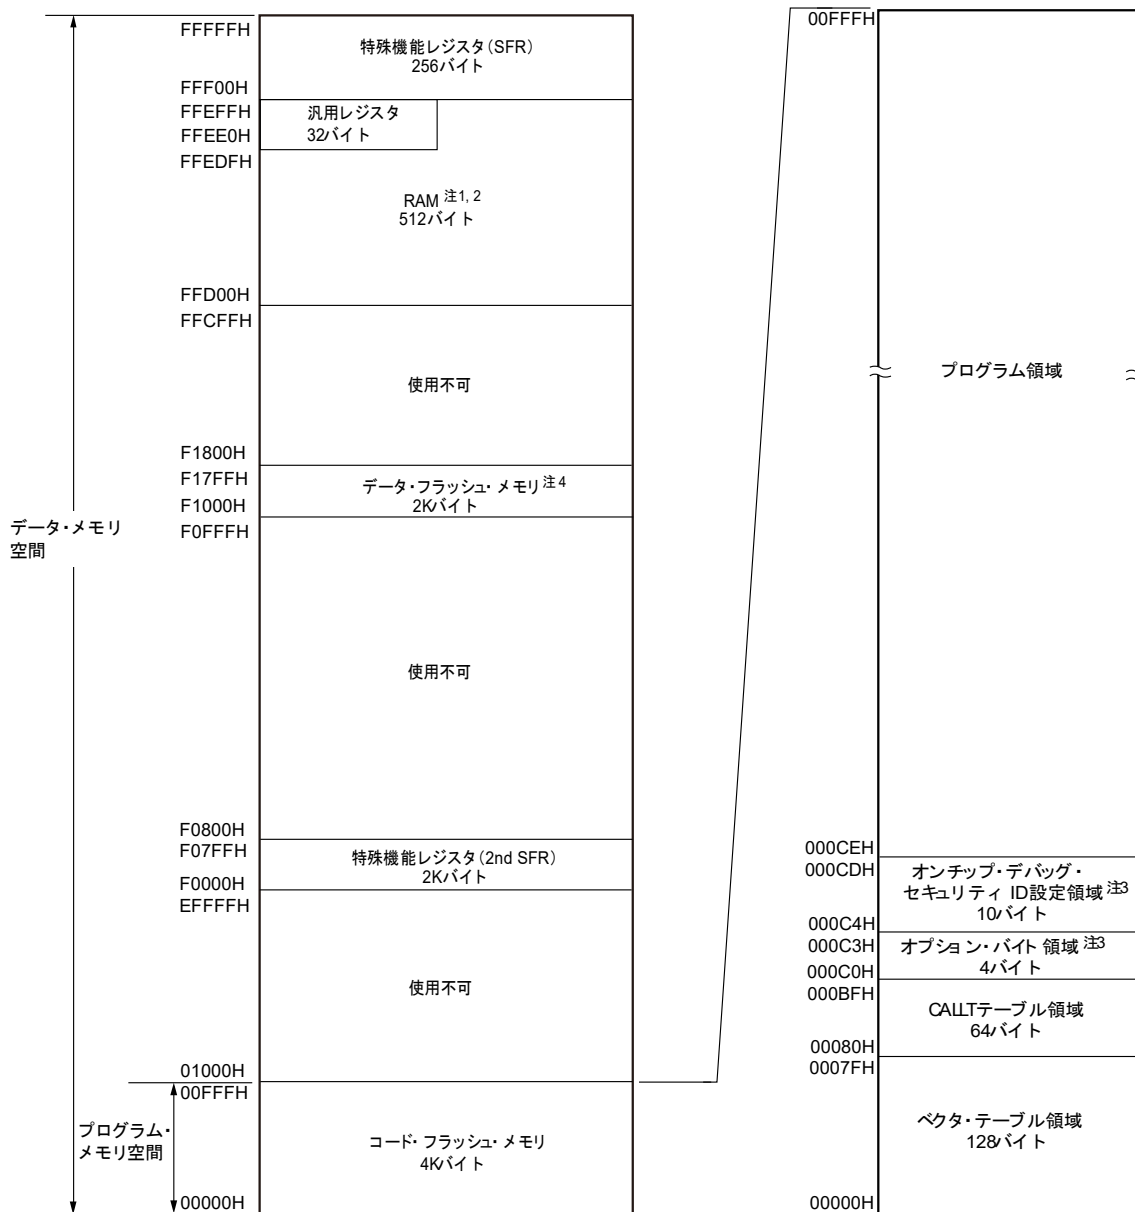 FFFFFH
特殊機能レジスタ(SFR)
256バイト
FFF00H
FFEFFH
汎用レジスタ
32バイト
FFEE0H
FFEDFH
RAM 注1, 2
512バイト
FFD00H
FFCFFH
使用不可
F1800H
F17FFH
データ・フラッシュ・メモリ 注4
2Kバイト
F1000H
F0FFFH
データ・メモリ
空間
使用不可
F0800H
F07FFH
特殊機能レジスタ(2nd SFR)
2Kバイト
F0000H
EFFFFH
使用不可
01000H
00FFFH
プログラム・
メモリ空間
コード・フラッシュ・メモリ
4Kバイト
00000H
00FFFH
プログラム領域
000CEH
000CDH
オンチップ・デバッグ・
セキュリティ ID設定領域 注3
10バイト
000C4H
000C3H
オプション・バイト 領域 注3
4バイト
000C0H
000BFH
CALLTテーブル領域
64バイト
00080H
0007FH
ベクタ・テーブル領域
128バイト
00000H